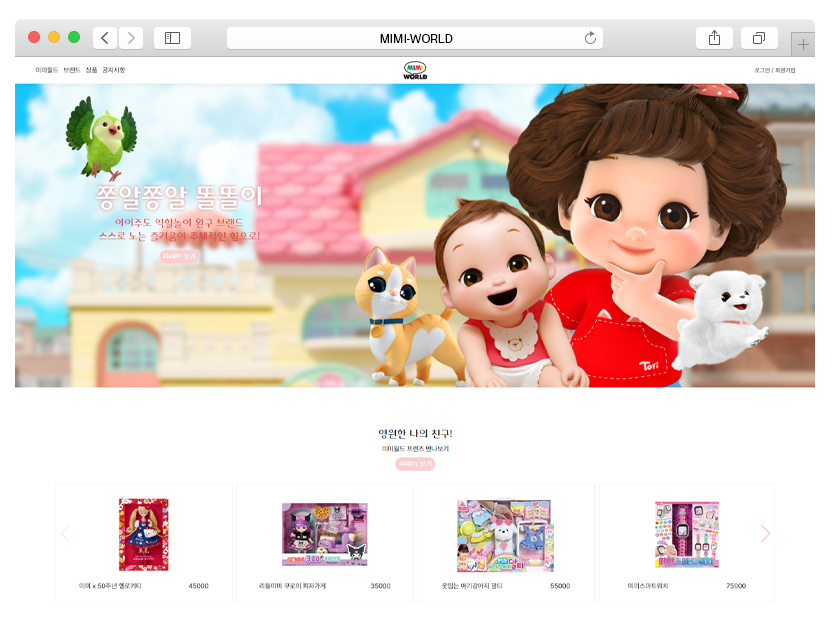 MIMI-WORLD
미미월드 브랜드 상품 공지사항
MIMI
WORLD
로그인 / 회원가입
쫑알쫑알 똘똘이
아이주도 역할놀이 완구 브랜드
스스로 노는 즐거움이 주체적인 힘으로!
자세히 보기
Tori
영원한 나의 친구!
미미월드 프렌즈 만나보기
자세히 보기
미미 x 50주년 헬로키티 45000
리틀미미 쿠로미 피자가게 35000
옷입는 아기강아지 말티 55000
미미스마트워치 75000